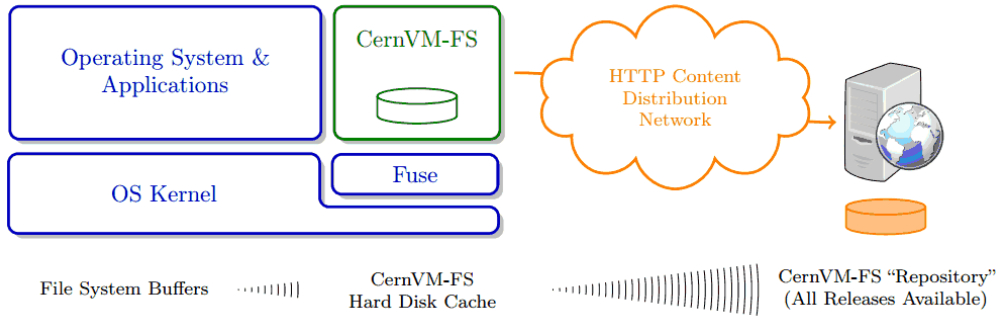 Operating System &
Applications
CernVM-FS
HTTP Content
Distribution
Network
OS Kernel
Fuse
File System Buffers
CernVM-FS
Hard Disk Cache
CernVM-FS “Repository”
(All Releases Available)